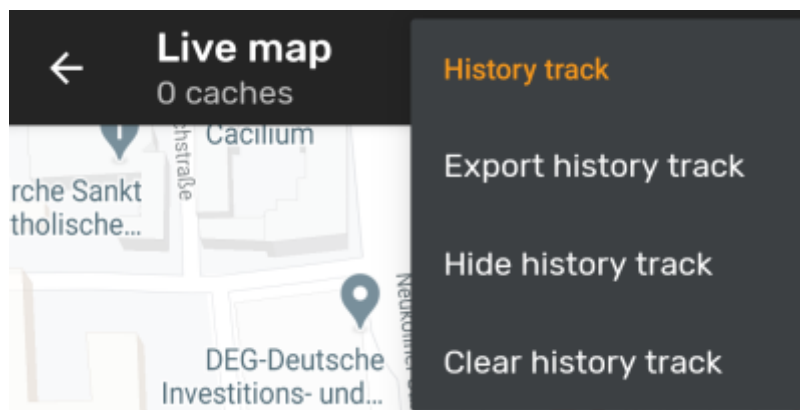 Live map
0 caches
History track
Export history track
Hide history track
Clear history track
Cacilium
hstraße
rche Sankt
tholische...
DEG-Deutsche
Investitions- und...